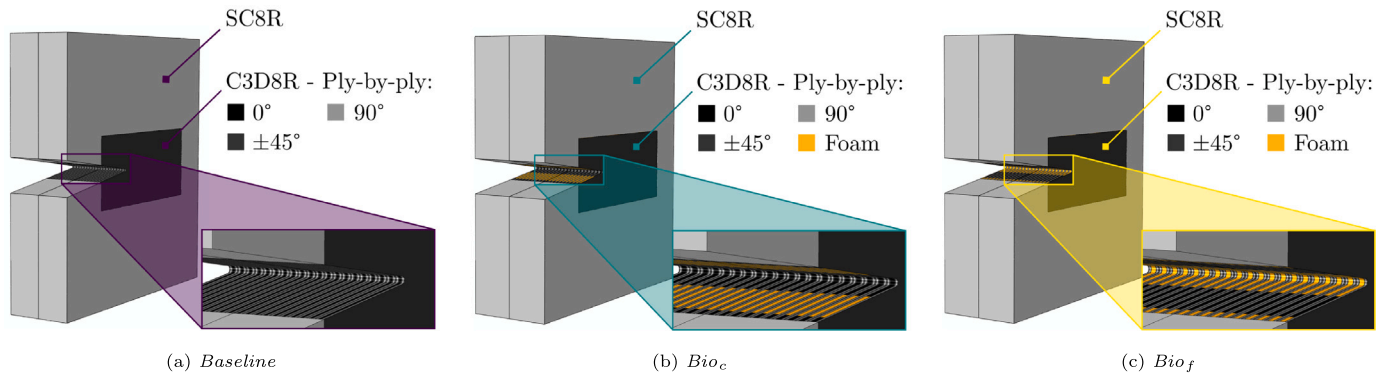 SC8R
C3D8R - Ply-by-ply:
0° 90°
±45°
(a) Baseline
SC8R
C3D8R - Ply-by-ply:
0° 90°
±45° Foam
(b) Bio_c
SC8R
C3D8R - Ply-by-ply:
0° 90°
±45° Foam
(c) Bio_f